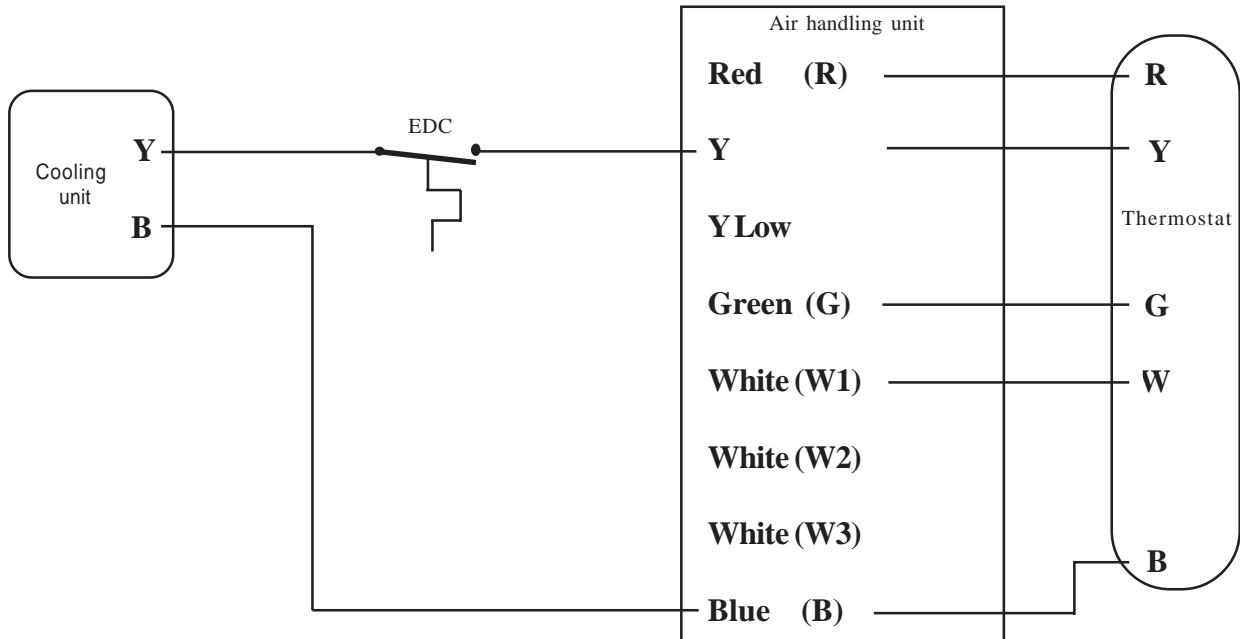 Air handling unit
Red (R)
R
EDC
Y
Y
Y
Cooling
unit
B
Y Low
Thermostat
Green (G)
G
White (W1)
W
White (W2)
White (W3)
B
Blue (B)